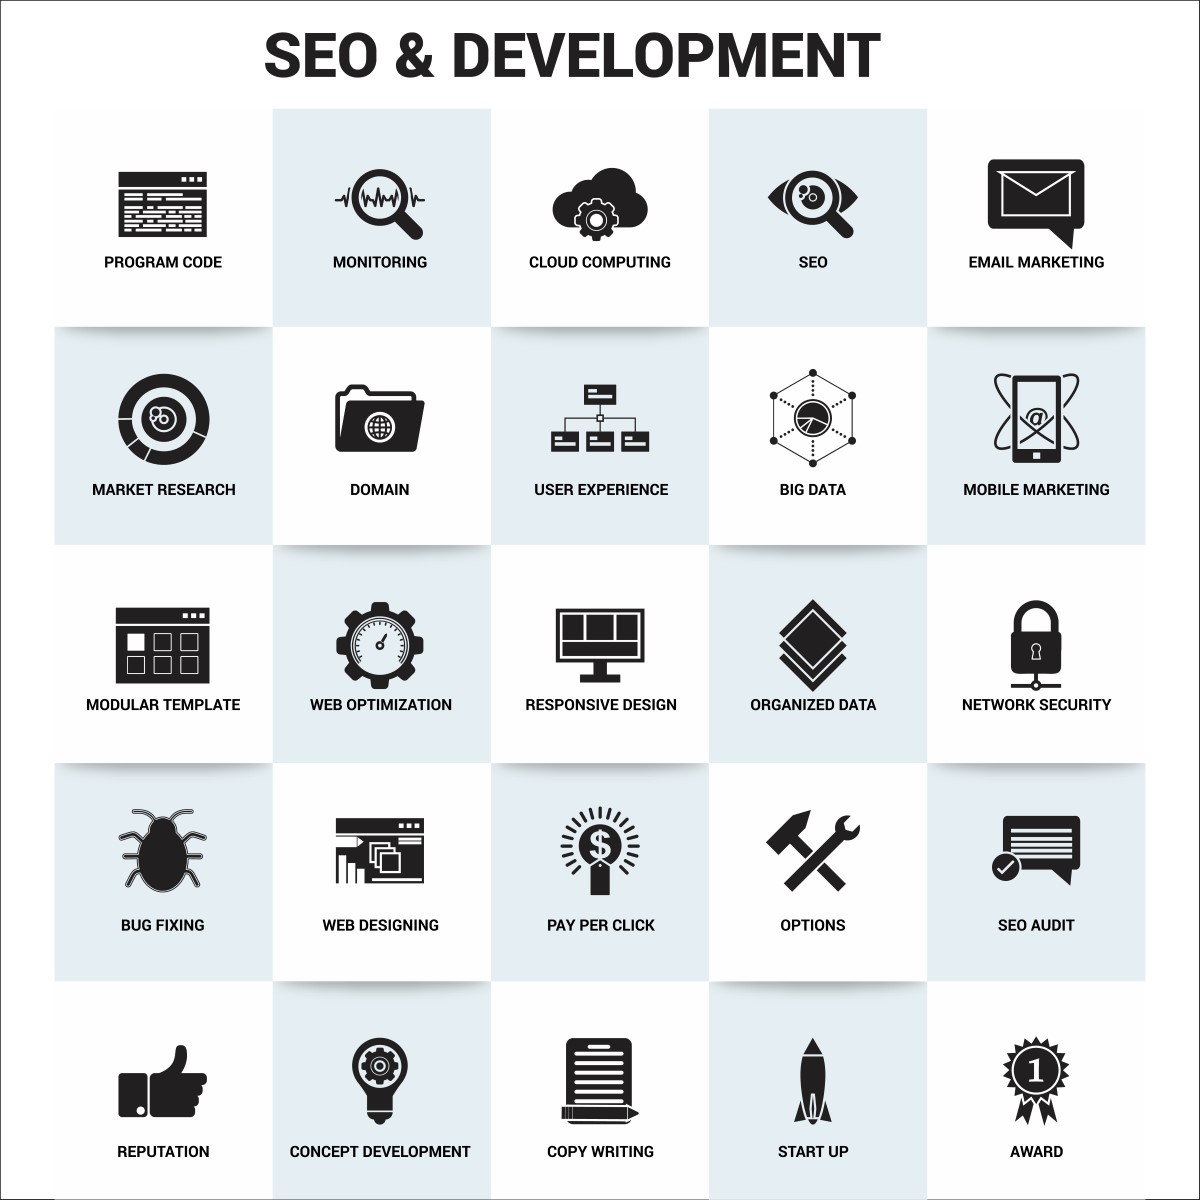 SEO & DEVELOPMENT
PROGRAM CODE
MONITORING
CLOUD COMPUTING
SEO
EMAIL MARKETING
MARKET RESEARCH
DOMAIN
USER EXPERIENCE
BIG DATA
@
MOBILE MARKETING
MODULAR TEMPLATE
WEB OPTIMIZATION
RESPONSIVE DESIGN
ORGANIZED DATA
NETWORK SECURITY
$
BUG FIXING
WEB DESIGNING
PAY PER CLICK
OPTIONS
SEO AUDIT
1
REPUTATION
CONCEPT DEVELOPMENT
COPY WRITING
START UP
AWARD